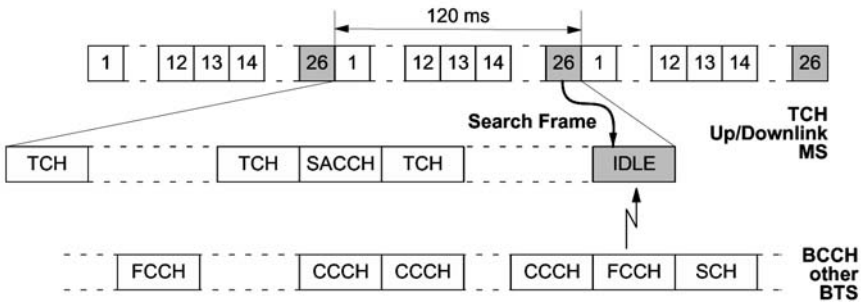 120 ms
1 12 13 14 26 1 12 13 14 26 1 12 13 14 26
Search Frame
TCH
Up/Downlink
MS
TCH TCH SACCH TCH IDLE
FCCH CCCH CCCH CCCH FCCH SCH
BCCH
other
BTS